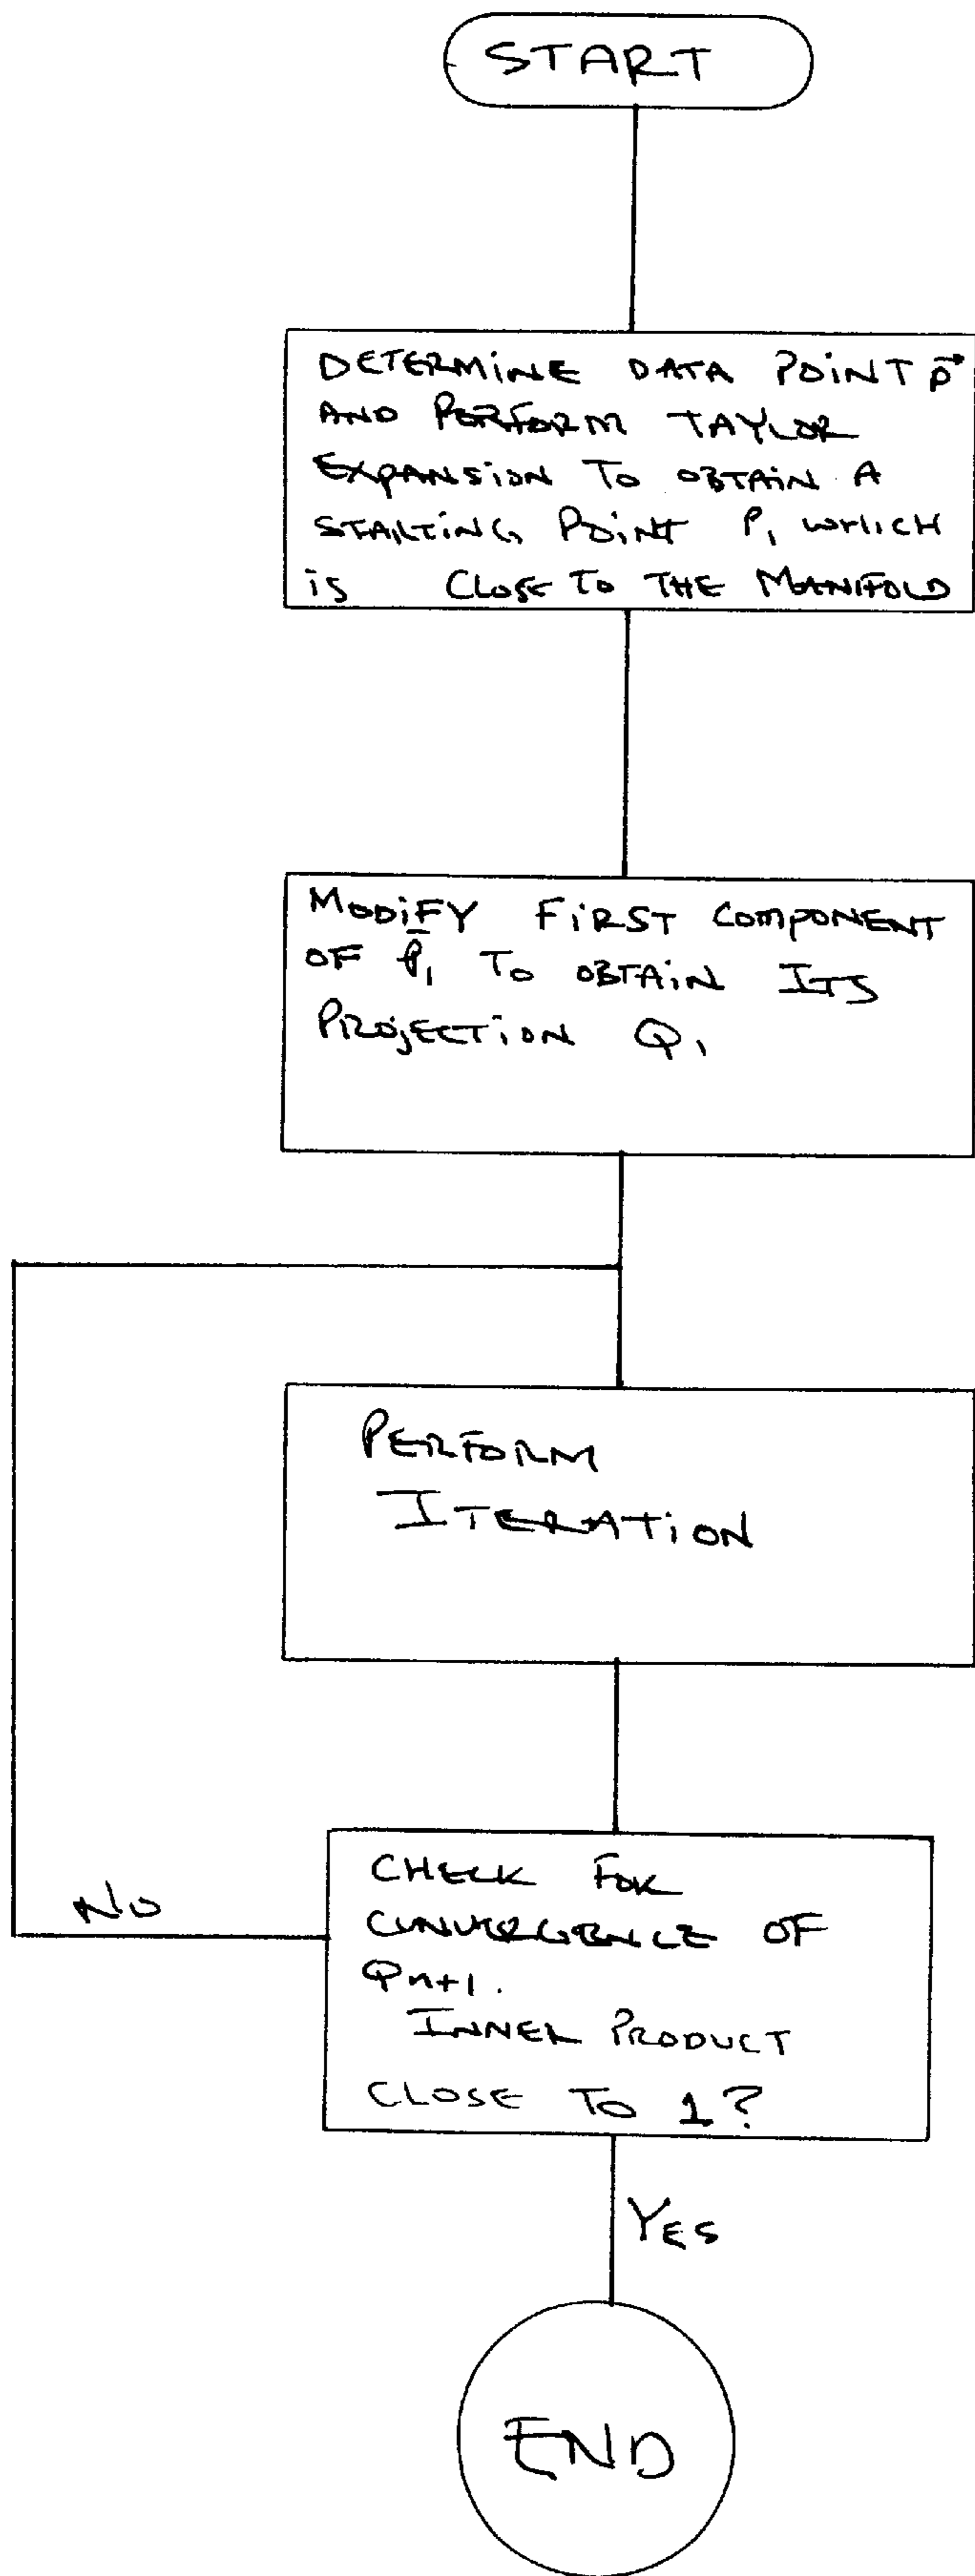 START
DETERMINE DATA POINT p⃗
AND PERFORM TAYLOR
EXPANSION TO OBTAIN A
STARTING POINT P₁ WHICH
is CLOSE TO THE MANIFOLD
MODIFY FIRST COMPONENT
OF P̄₁ TO OBTAIN ITS
PROJECTION Q₁
PERFORM
ITERATION
CHECK FOR
CONVERGENCE OF
Qn+1.
INNER PRODUCT
CLOSE TO 1?
NO
YES
END